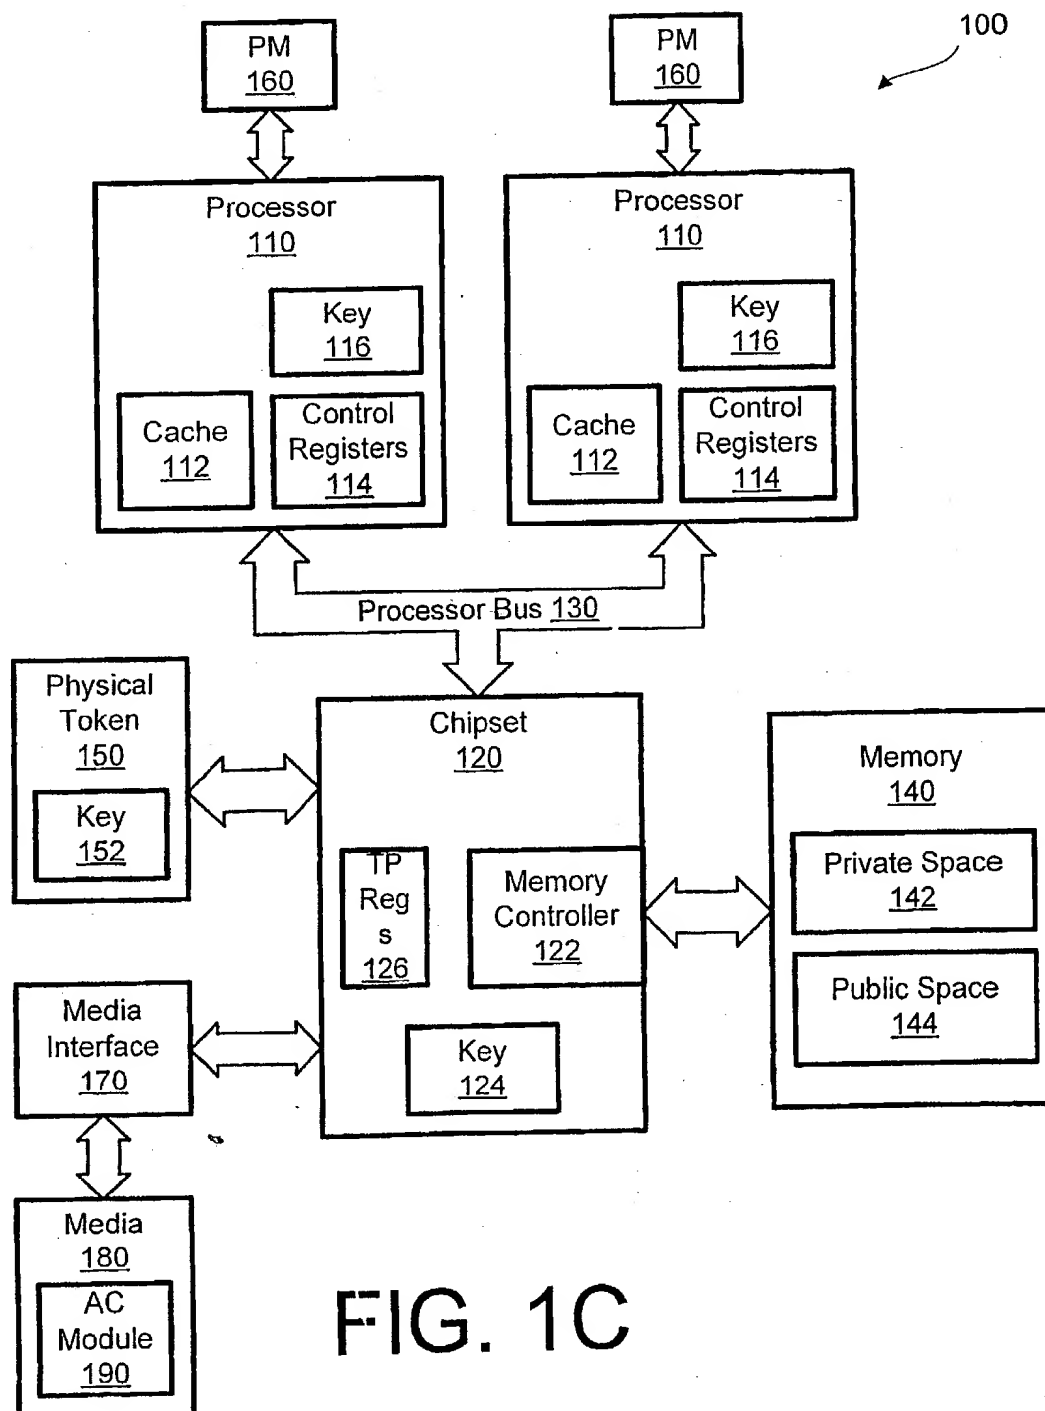 100
PM
160
PM
160
Processor
110
Key
116
Cache
112
Control
Registers
114
Processor
110
Key
116
Cache
112
Control
Registers
114
Processor Bus 130
Physical
Token
150
Key
152
Chipset
120
TP
Reg
s
126
Memory
Controller
122
Key
124
Memory
140
Private Space
142
Public Space
144
Media
Interface
170
Media
180
AC
Module
190
FIG. 1C